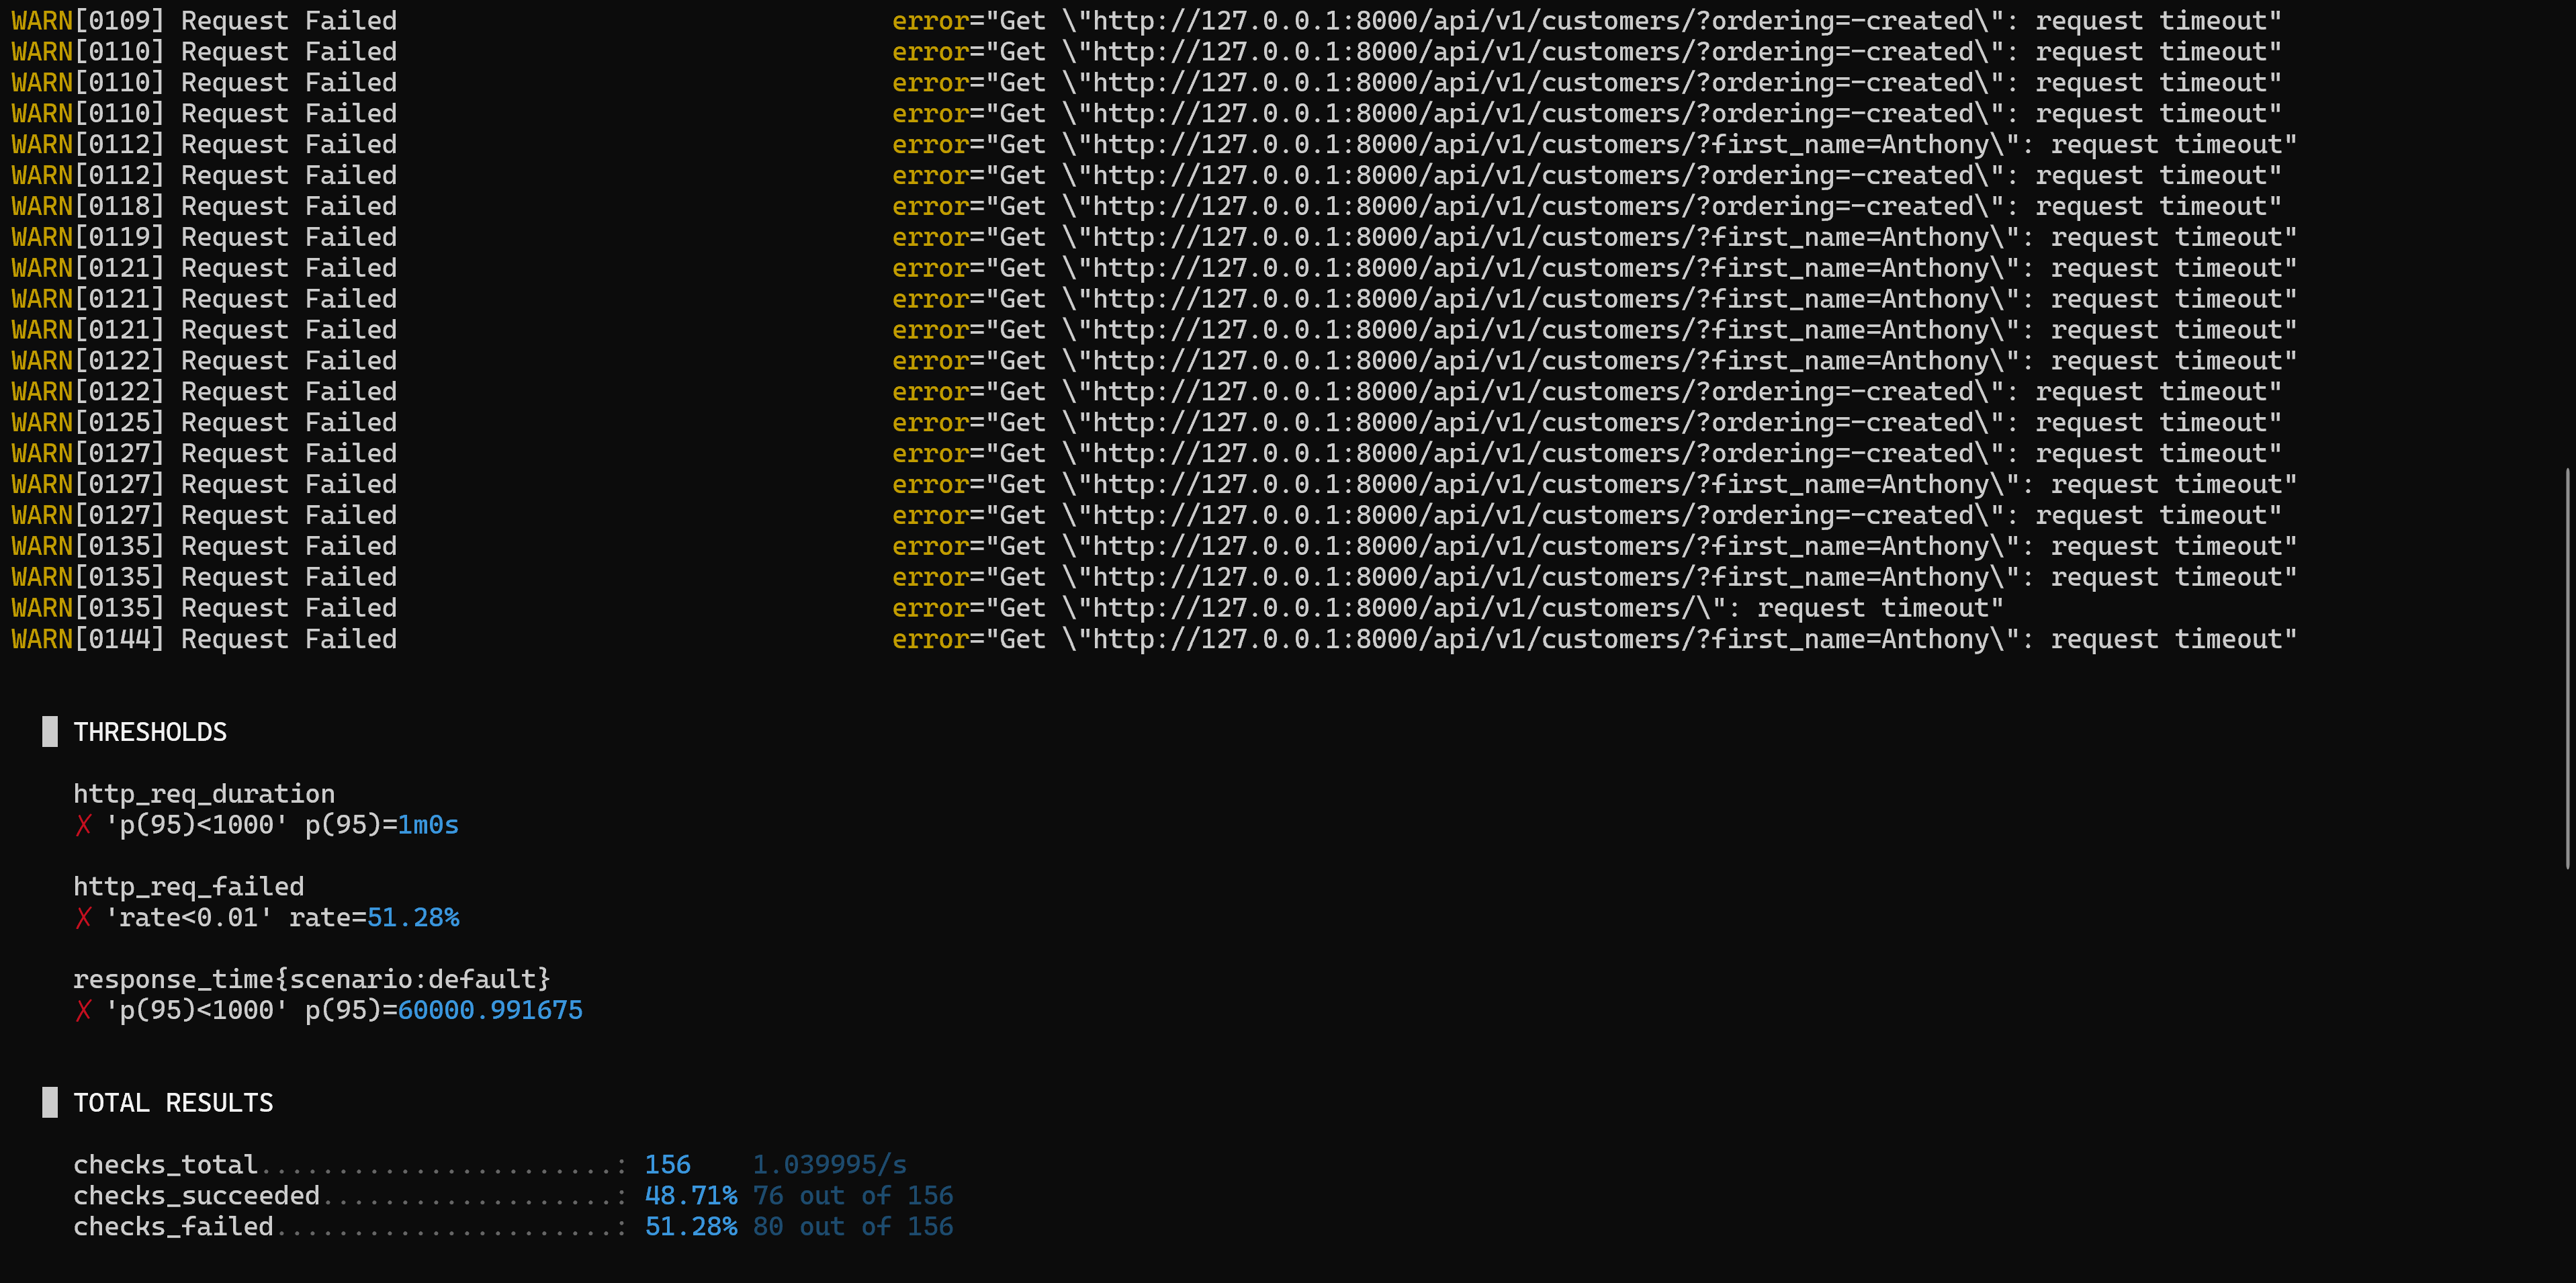 WARN[0109] Request Failed error="Get \"http://127.0.0.1:8000/api/v1/customers/?ordering=-created\": request timeout"
WARN[0110] Request Failed error="Get \"http://127.0.0.1:8000/api/v1/customers/?ordering=-created\": request timeout"
WARN[0110] Request Failed error="Get \"http://127.0.0.1:8000/api/v1/customers/?ordering=-created\": request timeout"
WARN[0110] Request Failed error="Get \"http://127.0.0.1:8000/api/v1/customers/?ordering=-created\": request timeout"
WARN[0112] Request Failed error="Get \"http://127.0.0.1:8000/api/v1/customers/?first_name=Anthony\": request timeout"
WARN[0112] Request Failed error="Get \"http://127.0.0.1:8000/api/v1/customers/?ordering=-created\": request timeout"
WARN[0118] Request Failed error="Get \"http://127.0.0.1:8000/api/v1/customers/?ordering=-created\": request timeout"
WARN[0119] Request Failed error="Get \"http://127.0.0.1:8000/api/v1/customers/?first_name=Anthony\": request timeout"
WARN[0121] Request Failed error="Get \"http://127.0.0.1:8000/api/v1/customers/?first_name=Anthony\": request timeout"
WARN[0121] Request Failed error="Get \"http://127.0.0.1:8000/api/v1/customers/?first_name=Anthony\": request timeout"
WARN[0121] Request Failed error="Get \"http://127.0.0.1:8000/api/v1/customers/?first_name=Anthony\": request timeout"
WARN[0122] Request Failed error="Get \"http://127.0.0.1:8000/api/v1/customers/?first_name=Anthony\": request timeout"
WARN[0122] Request Failed error="Get \"http://127.0.0.1:8000/api/v1/customers/?ordering=-created\": request timeout"
WARN[0125] Request Failed error="Get \"http://127.0.0.1:8000/api/v1/customers/?ordering=-created\": request timeout"
WARN[0127] Request Failed error="Get \"http://127.0.0.1:8000/api/v1/customers/?ordering=-created\": request timeout"
WARN[0127] Request Failed error="Get \"http://127.0.0.1:8000/api/v1/customers/?first_name=Anthony\": request timeout"
WARN[0127] Request Failed error="Get \"http://127.0.0.1:8000/api/v1/customers/?ordering=-created\": request timeout"
WARN[0135] Request Failed error="Get \"http://127.0.0.1:8000/api/v1/customers/?first_name=Anthony\": request timeout"
WARN[0135] Request Failed error="Get \"http://127.0.0.1:8000/api/v1/customers/?first_name=Anthony\": request timeout"
WARN[0135] Request Failed error="Get \"http://127.0.0.1:8000/api/v1/customers/\": request timeout"
WARN[0144] Request Failed error="Get \"http://127.0.0.1:8000/api/v1/customers/?first_name=Anthony\": request timeout"
█ THRESHOLDS
http_req_duration
✗ 'p(95)<1000' p(95)=1m0s
http_req_failed
✗ 'rate<0.01' rate=51.28%
response_time{scenario:default}
✗ 'p(95)<1000' p(95)=60000.991675
█ TOTAL RESULTS
checks_total.......................: 156 1.039995/s
checks_succeeded...................: 48.71% 76 out of 156
checks_failed......................: 51.28% 80 out of 156